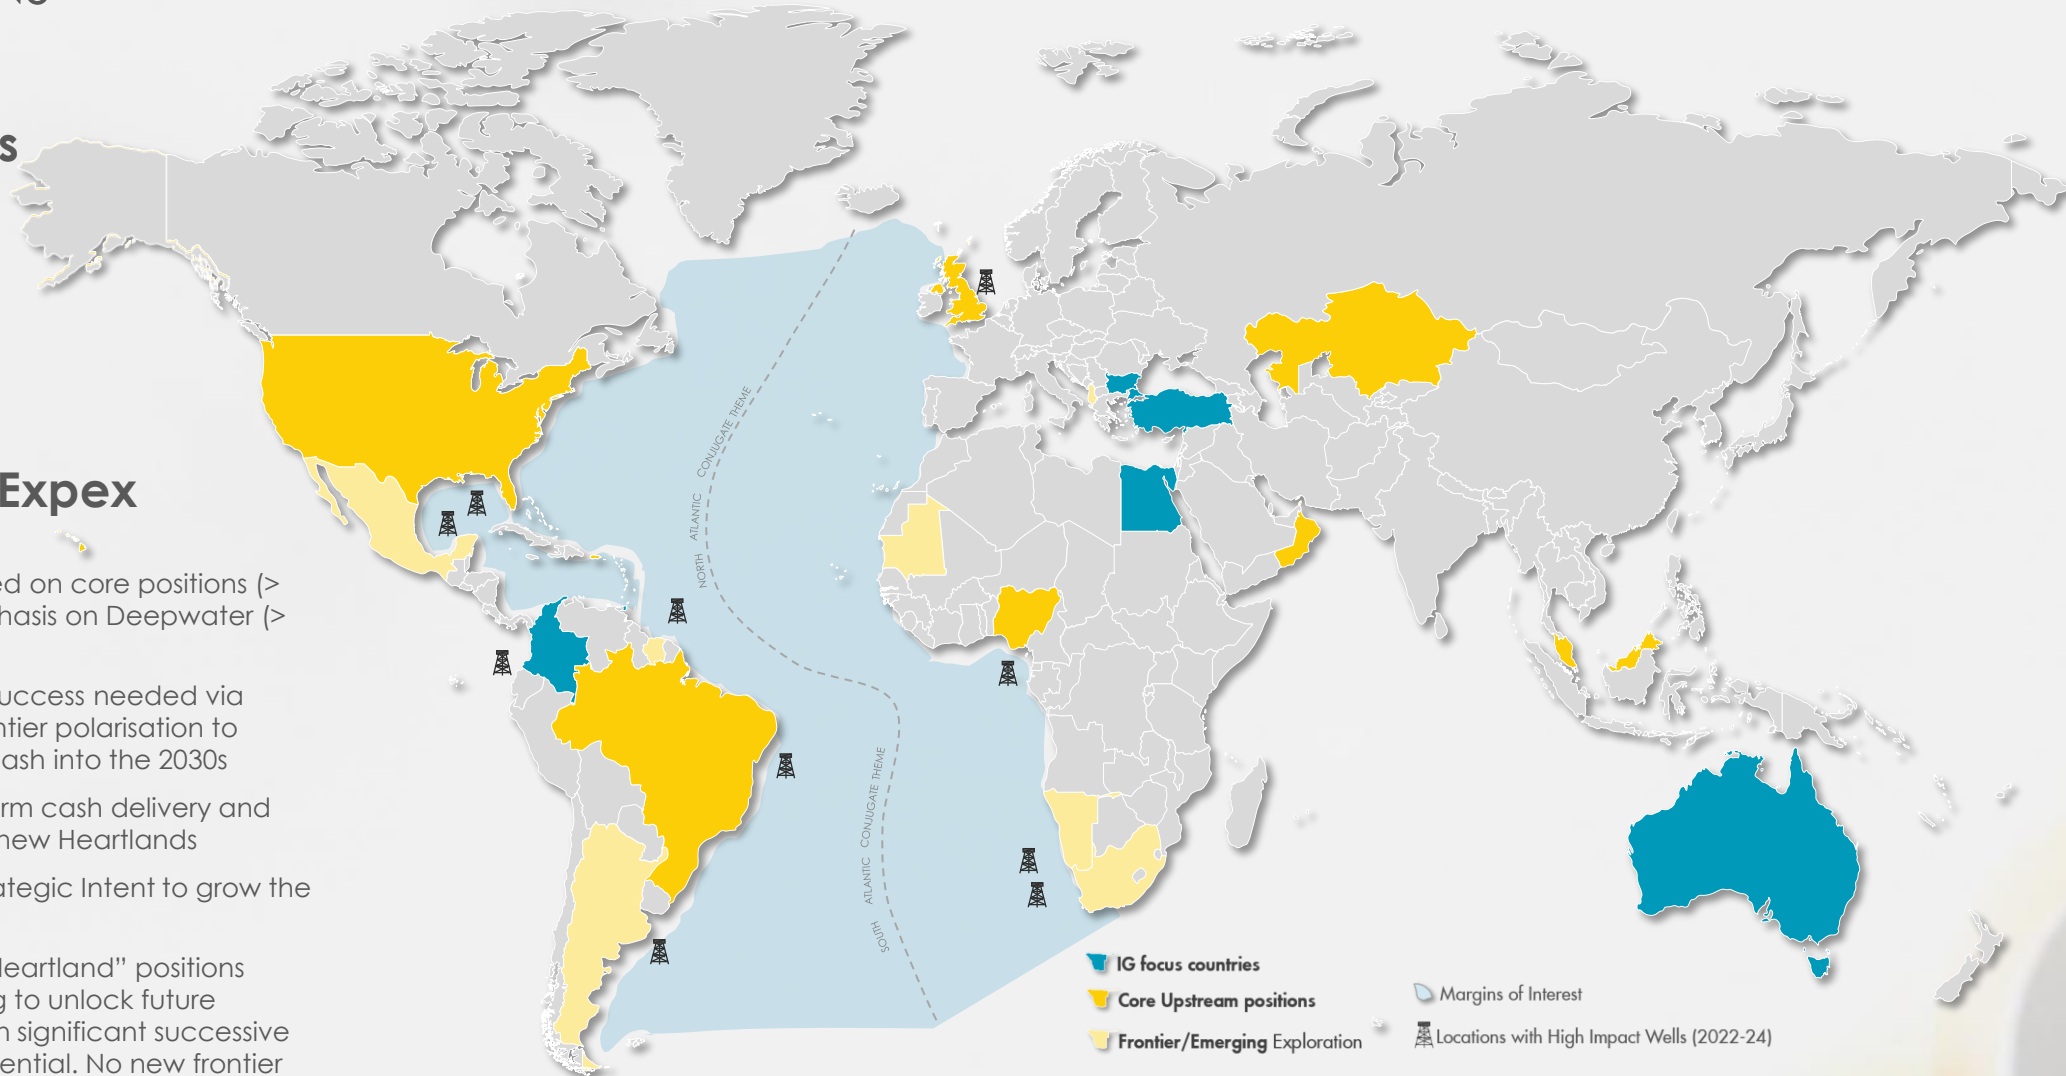 s
Expex
ed on core positions (>
hasis on Deepwater (>
uccess needed via
ntier polarisation to
ash into the 2030s
rm cash delivery and
new Heartlands
ategic Intent to grow the
Heartland” positions
g to unlock future
n significant successive
ential. No new frontier
NORTH ATLANTIC CONJUGATE THEME
SOUTH ATLANTIC CONJUGATE THEME
IG focus countries
Core Upstream positions
Frontier/Emerging Exploration
Margins of Interest
Locations with High Impact Wells (2022-24)